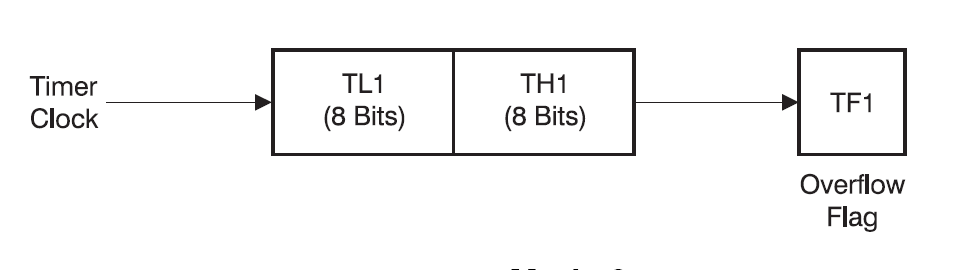 Timer
Clock
TL1
(8 Bits)
TH1
(8 Bits)
TF1
Overflow
Flag